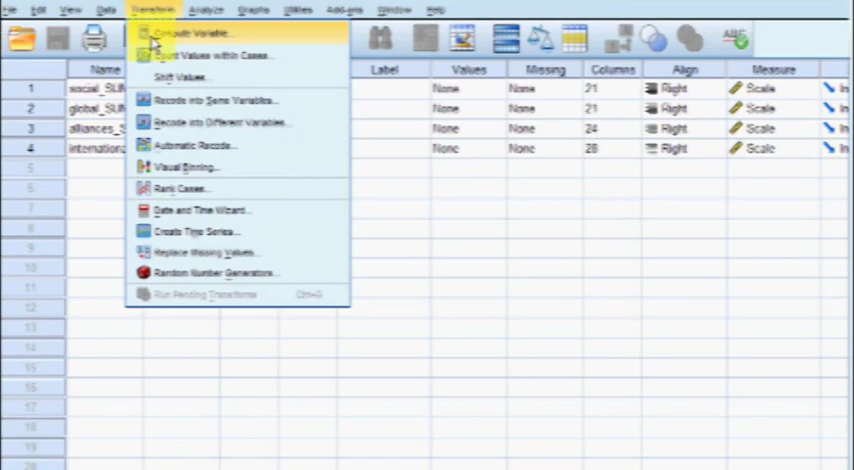 File Edit View Data Transform Analyze Graphs Utilities Add-ons Window Help
Name Label Values Missing Columns Align Measure
1 social_SUM None None 21 Right Scale In
2 global_SUM None None 21 Right Scale In
3 alliances_S None None 24 Right Scale In
4 international None None 28 Right Scale In
5
6
7
8
9
10
11
12
13
14
15
16
17
18
19
20
Compute Variable...
Count Values within Cases...
Shift Values...
Recode into Same Variables...
Recode into Different Variables...
Automatic Recode...
Visual Binning...
Rank Cases...
Date and Time Wizard...
Create Time Series...
Replace Missing Values...
Random Number Generators...
Run Pending Transforms Ctrl+G